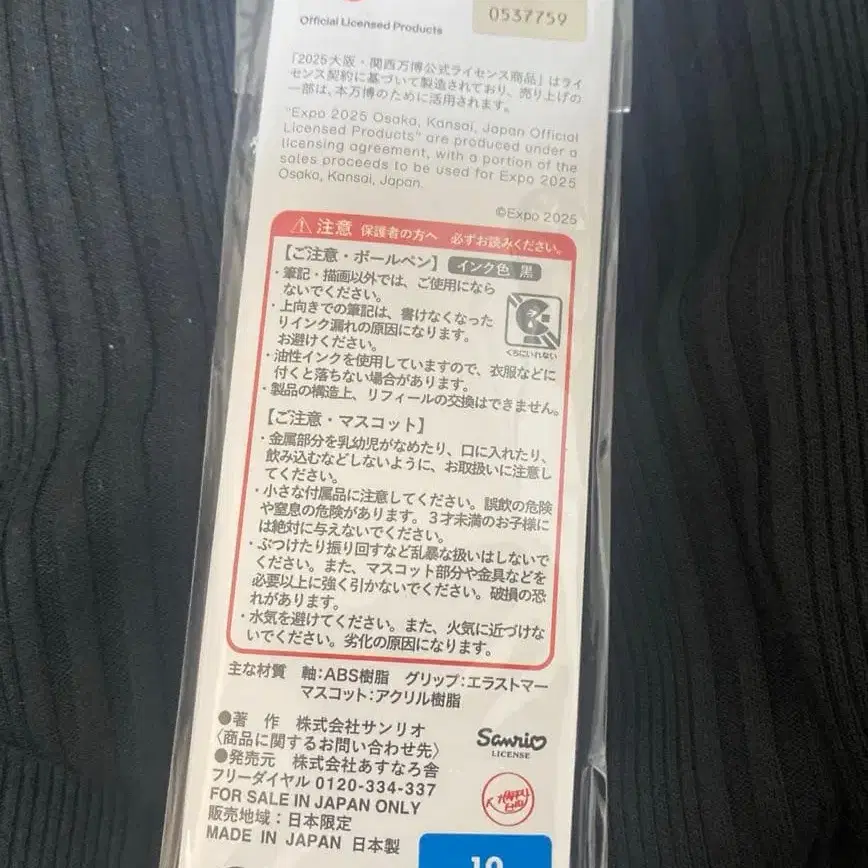 Official Licensed Products
0537759
「2025大阪・関西万博公式ライセンス商品」はライ
センス契約に基づいて製造されており、売り上げの
一部は、本万博のために活用されます。
"Expo 2025 Osaka, Kansai, Japan Official
Licensed Products" are produced under a
licensing agreement, with a portion of the
sales proceeds to be used for Expo 2025
Osaka, Kansai, Japan.
©Expo 2025
注意 保護者の方へ 必ずお読みください。
【ご注意・ボールペン】 インク色 黒
・筆記・描画以外では、ご使用になら
ないでください。
・上向きでの筆記は、書けなくなった
りインク漏れの原因になります。
お避けください。
くちにいれない
・油性インクを使用していますので、衣服などに
付くと落ちない場合があります。
・製品の構造上、リフィールの交換はできません。
【ご注意・マスコット】
・金属部分を乳幼児がなめたり、口に入れたり、
飲み込むなどしないように、お取扱いに注意し
てください。
・小さな付属品に注意してください。誤飲の危険
や窒息の危険があります。3才未満のお子様に
は絶対に与えないでください。
・ぶつけたり振り回すなど乱暴な扱いはしないで
ください。また、マスコット部分や金具などを
必要以上に強く引かないでください。破損の恐
れがあります。
・水気を避けてください。また、火気に近づけな
いでください。劣化の原因になります。
主な材質 軸:ABS樹脂 グリップ:エラストマー
マスコット:アクリル樹脂
●著 作 株式会社サンリオ
〈商品に関するお問い合わせ先〉
●発売元 株式会社あすなろ舎
フリーダイヤル 0120-334-337
FOR SALE IN JAPAN ONLY
販売地域:日本限定
MADE IN JAPAN 日本製
Sanrio
LICENSE
10